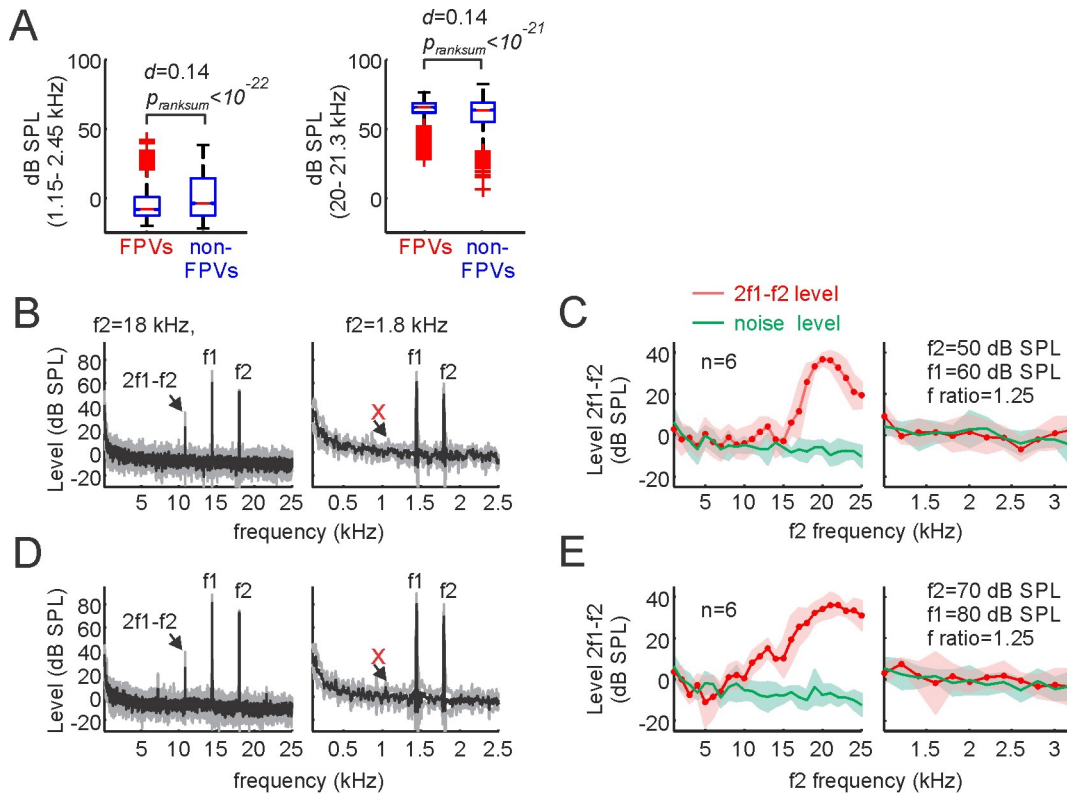 A
d=0.14
p_ranksum<10^-22
100
50
0
dB SPL
(1.15- 2.45 kHz)
FPVs
non-
FPVs
d=0.14
p_ranksum<10^-21
100
50
0
dB SPL
(20- 21.3 kHz)
FPVs
non-
FPVs
B
f2=18 kHz,
f2=1.8 kHz
Level (dB SPL)
80
60
40
20
0
-20
2f1-f2
f1
f2
5 10 15 20 25
X
f1
f2
0.5 1 1.5 2 2.5
frequency (kHz)
frequency (kHz)
C
2f1-f2 level
noise level
Level 2f1-f2
(dB SPL)
40
20
0
-20
n=6
5 10 15 20 25
f2=50 dB SPL
f1=60 dB SPL
f ratio=1.25
1.5 2 2.5 3
f2 frequency (kHz)
D
Level (dB SPL)
80
60
40
20
0
-20
2f1-f2
f1
f2
5 10 15 20 25
X
f1
f2
0.5 1 1.5 2 2.5
frequency (kHz)
frequency (kHz)
E
Level 2f1-f2
(dB SPL)
40
20
0
-20
n=6
5 10 15 20 25
f2=70 dB SPL
f1=80 dB SPL
f ratio=1.25
1.5 2 2.5 3
f2 frequency (kHz)